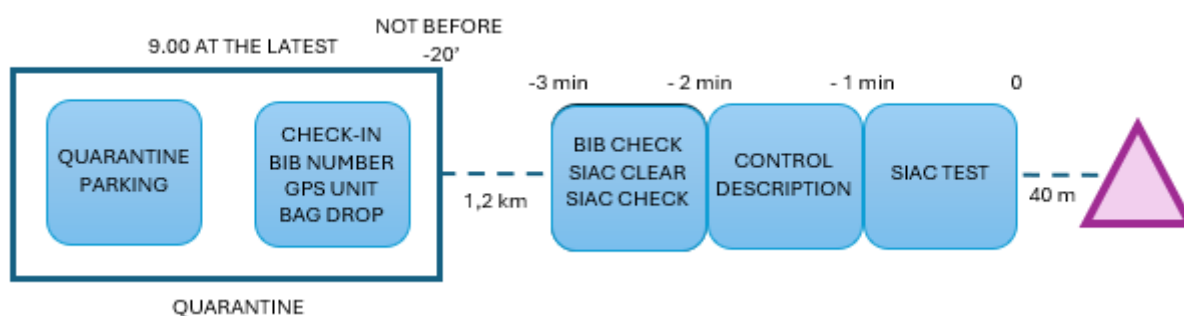 9.00 AT THE LATEST
NOT BEFORE
-20'
QUARANTINE
PARKING
CHECK-IN
BIB NUMBER
GPS UNIT
BAG DROP
QUARANTINE
1,2 km
-3 min
- 2 min
- 1 min
0
BIB CHECK
SIAC CLEAR
SIAC CHECK
CONTROL
DESCRIPTION
SIAC TEST
40 m